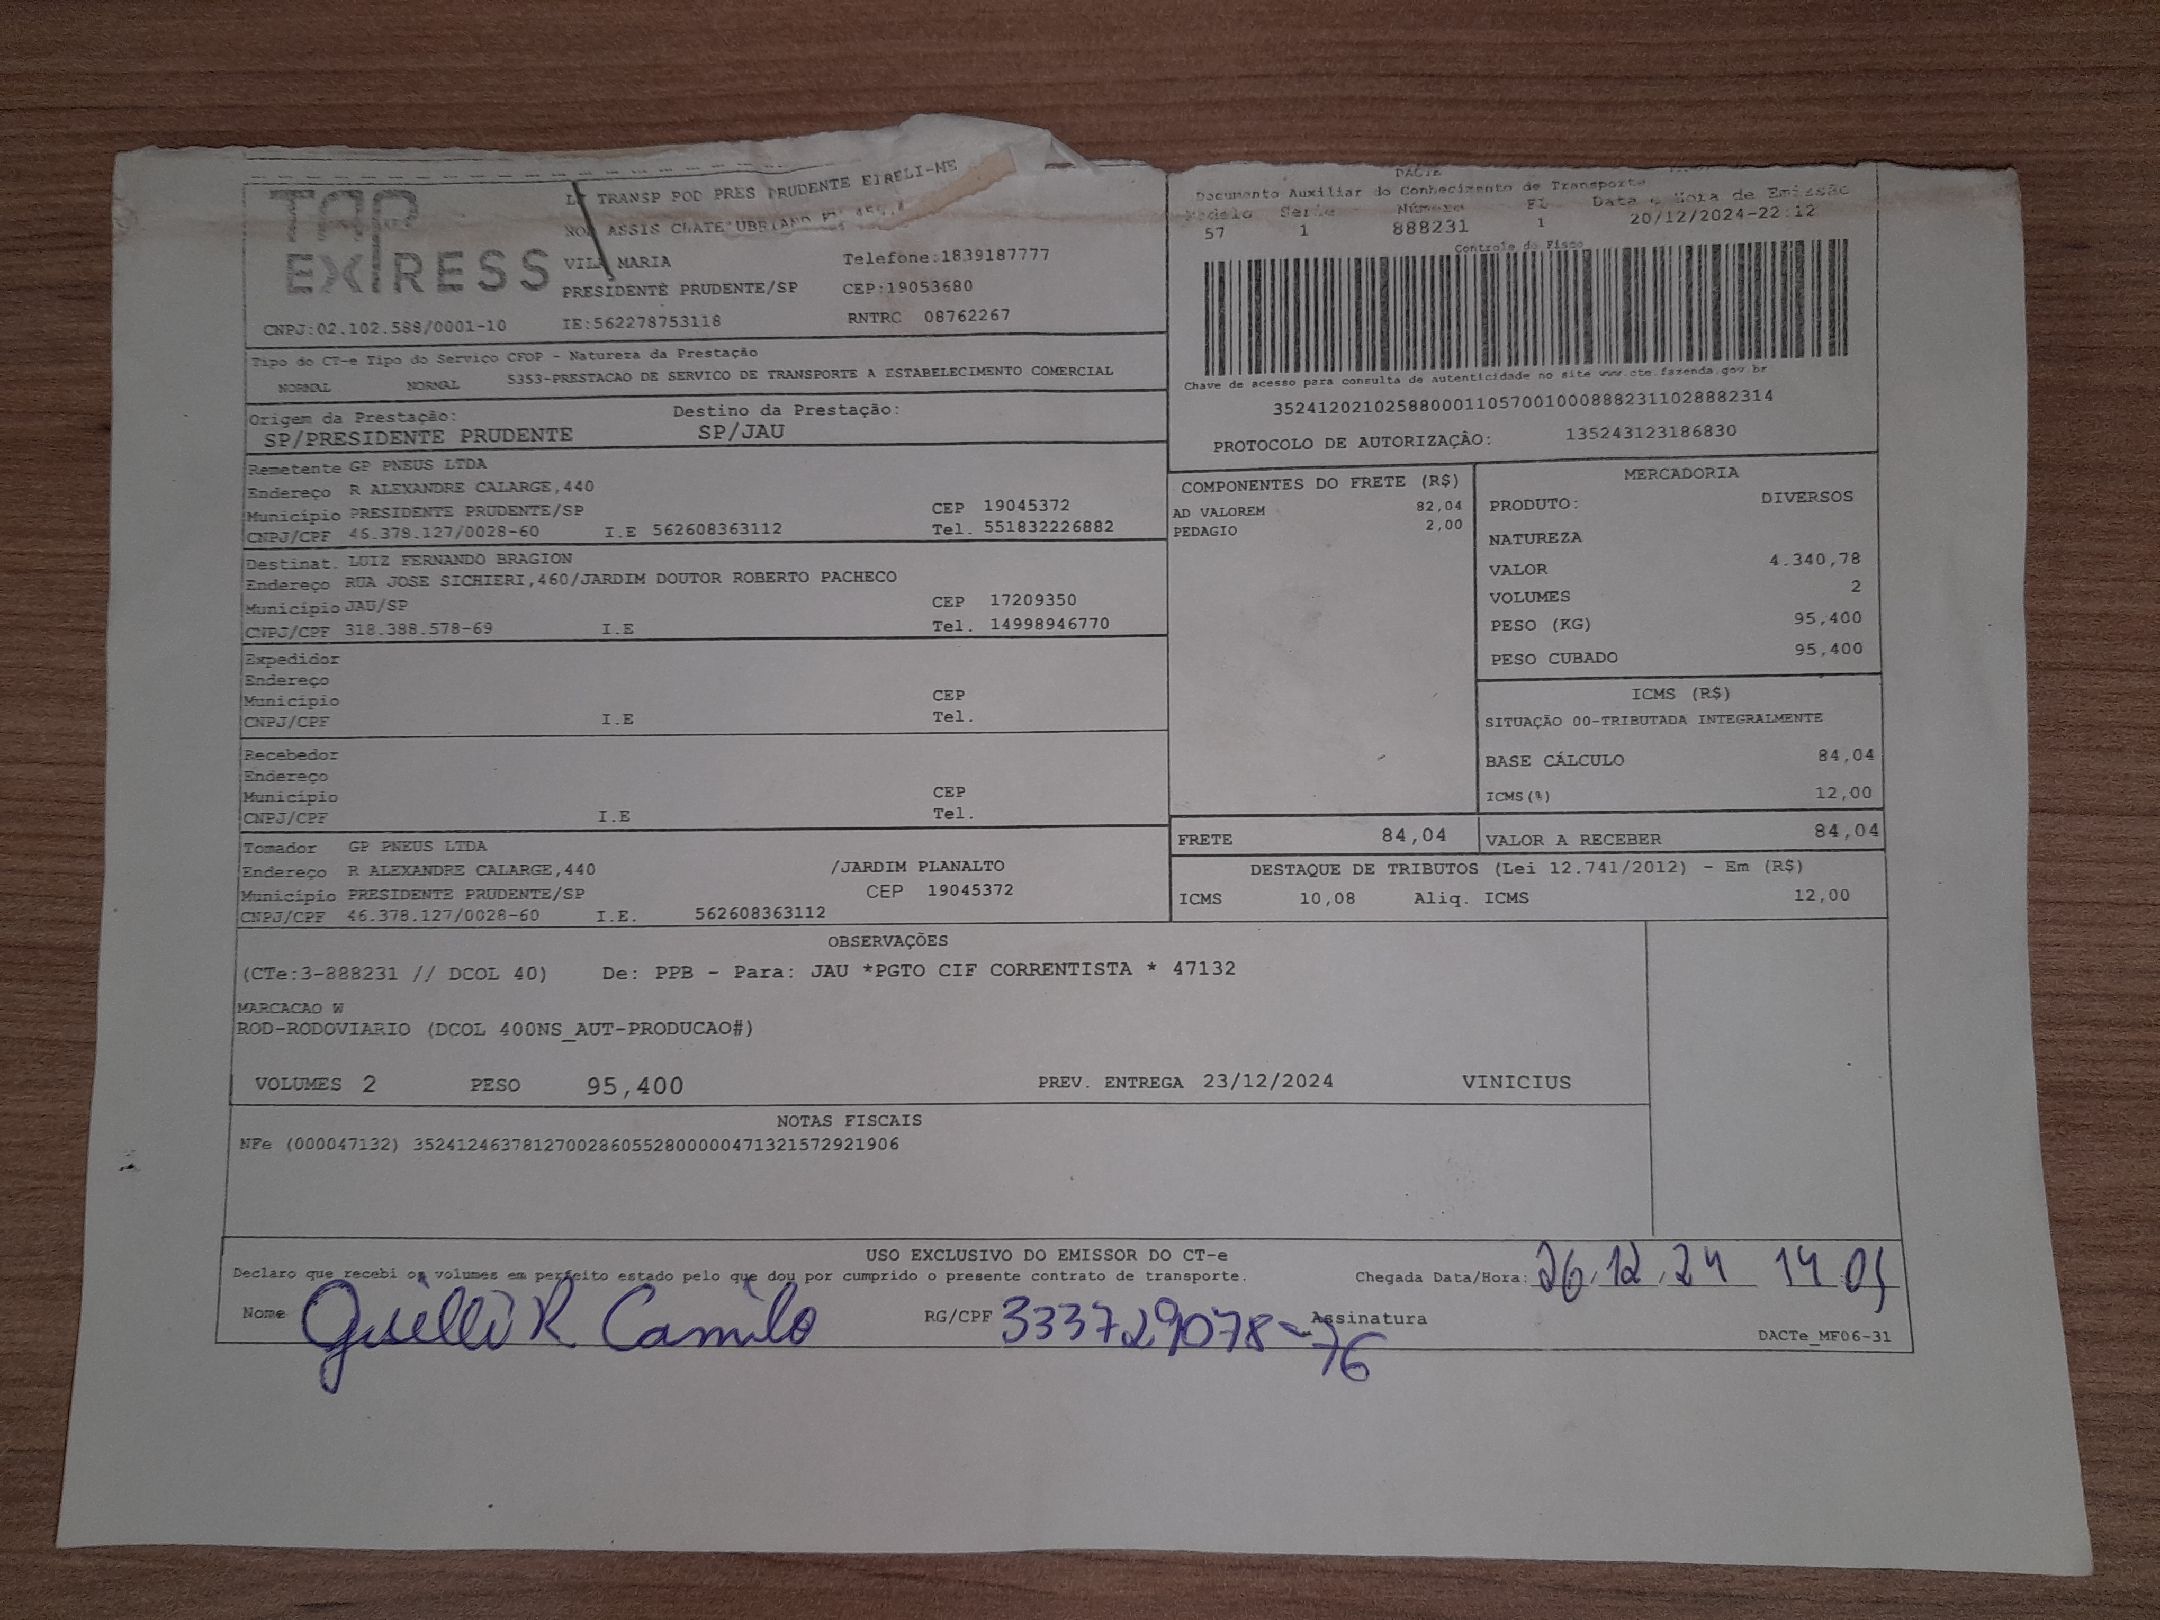 TOP
EXPRESS
TRANSP ROD PRES PRUDENTE EIRELI-ME
ROD ASSIS CHATE'UBRIAND
VILA MARIA Telefone:1839187777
PRESIDENTE PRUDENTE/SP CEP:19053680
CNPJ:02.102.588/0001-10 IE:562278753118 RNTRC 08762267
Tipo do CT-e Tipo do Serviço CFOP - Natureza da Prestação
NORMAL NORMAL 5353-PRESTACAO DE SERVICO DE TRANSPORTE A ESTABELECIMENTO COMERCIAL
Origem da Prestação: Destino da Prestação:
SP/PRESIDENTE PRUDENTE SP/JAU
Remetente GP PNEUS LTDA
Endereço R ALEXANDRE CALARGE,440
Município PRESIDENTE PRUDENTE/SP CEP 19045372
CNPJ/CPF 46.378.127/0028-60 I.E 562608363112 Tel. 551832226882
Destinat. LUIZ FERNANDO BRAGION
Endereço RUA JOSE SICHIERI,460/JARDIM DOUTOR ROBERTO PACHECO
Município JAU/SP CEP 17209350
CNPJ/CPF 318.388.578-69 I.E Tel. 14998946770
Expedidor
Endereço
Município CEP
CNPJ/CPF I.E Tel.
Recebedor
Endereço
Município CEP
CNPJ/CPF I.E Tel.
Tomador GP PNEUS LTDA
Endereço R ALEXANDRE CALARGE,440 /JARDIM PLANALTO
Município PRESIDENTE PRUDENTE/SP CEP 19045372
CNPJ/CPF 46.378.127/0028-60 I.E. 562608363112
DACTE
Documento Auxiliar do Conhecimento de Transporte
Modelo Serie Número FL Data e Hora de Emissão
57 1 888231 1 20/12/2024-22:12
Controle do Fisco
Chave de acesso para consulta de autenticidade no site www.cte.fazenda.gov.br
35241202102588000110570010008882311028882314
PROTOCOLO DE AUTORIZAÇÃO: 135243123186830
COMPONENTES DO FRETE (R$)
AD VALOREM 82,04
PEDAGIO 2,00
MERCADORIA
PRODUTO: DIVERSOS
NATUREZA
VALOR 4.340,78
VOLUMES 2
PESO (KG) 95,400
PESO CUBADO 95,400
ICMS (R$)
SITUAÇÃO 00-TRIBUTADA INTEGRALMENTE
BASE CÁLCULO 84,04
ICMS(%) 12,00
FRETE 84,04 VALOR A RECEBER 84,04
DESTAQUE DE TRIBUTOS (Lei 12.741/2012) - Em (R$)
ICMS 10,08 Aliq. ICMS 12,00
OBSERVAÇÕES
(CTe:3-888231 // DCOL 40) De: PPB - Para: JAU *PGTO CIF CORRENTISTA * 47132
MARCACAO W
ROD-RODOVIARIO (DCOL 400NS_AUT-PRODUCAO#)
VOLUMES 2 PESO 95,400 PREV. ENTREGA 23/12/2024 VINICIUS
NOTAS FISCAIS
NFe (000047132) 35241246378127002860552800000471321572921906
USO EXCLUSIVO DO EMISSOR DO CT-e
Declaro que recebi os volumes em perfeito estado pelo que dou por cumprido o presente contrato de transporte. Chegada Data/Hora: 26.12.24 14 05
Nome Quelli R Camilo RG/CPF 333729078-76 Assinatura
DACTe_MF06-31